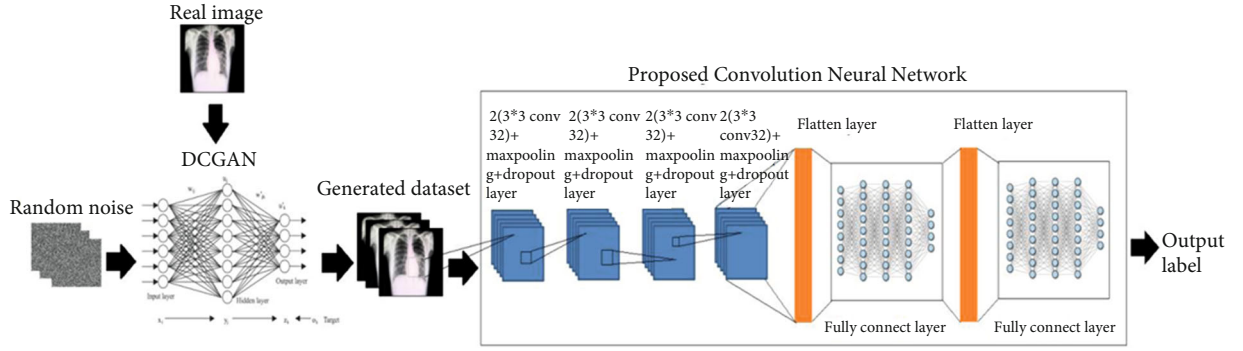 Real image
DCGAN
Random noise
Input layer
Hidden layer
Output layer
Target
Generated dataset
Proposed Convolution Neural Network
2(3*3 conv
32)+
maxpoolin
g+dropout
layer
2(3*3 conv
32)+
maxpoolin
g+dropout
layer
2(3*3 conv
32)+
maxpoolin
g+dropout
layer
2(3*3
conv32)+
maxpoolin
g+dropout
layer
Flatten layer
Fully connect layer
Flatten layer
Fully connect layer
Output
label